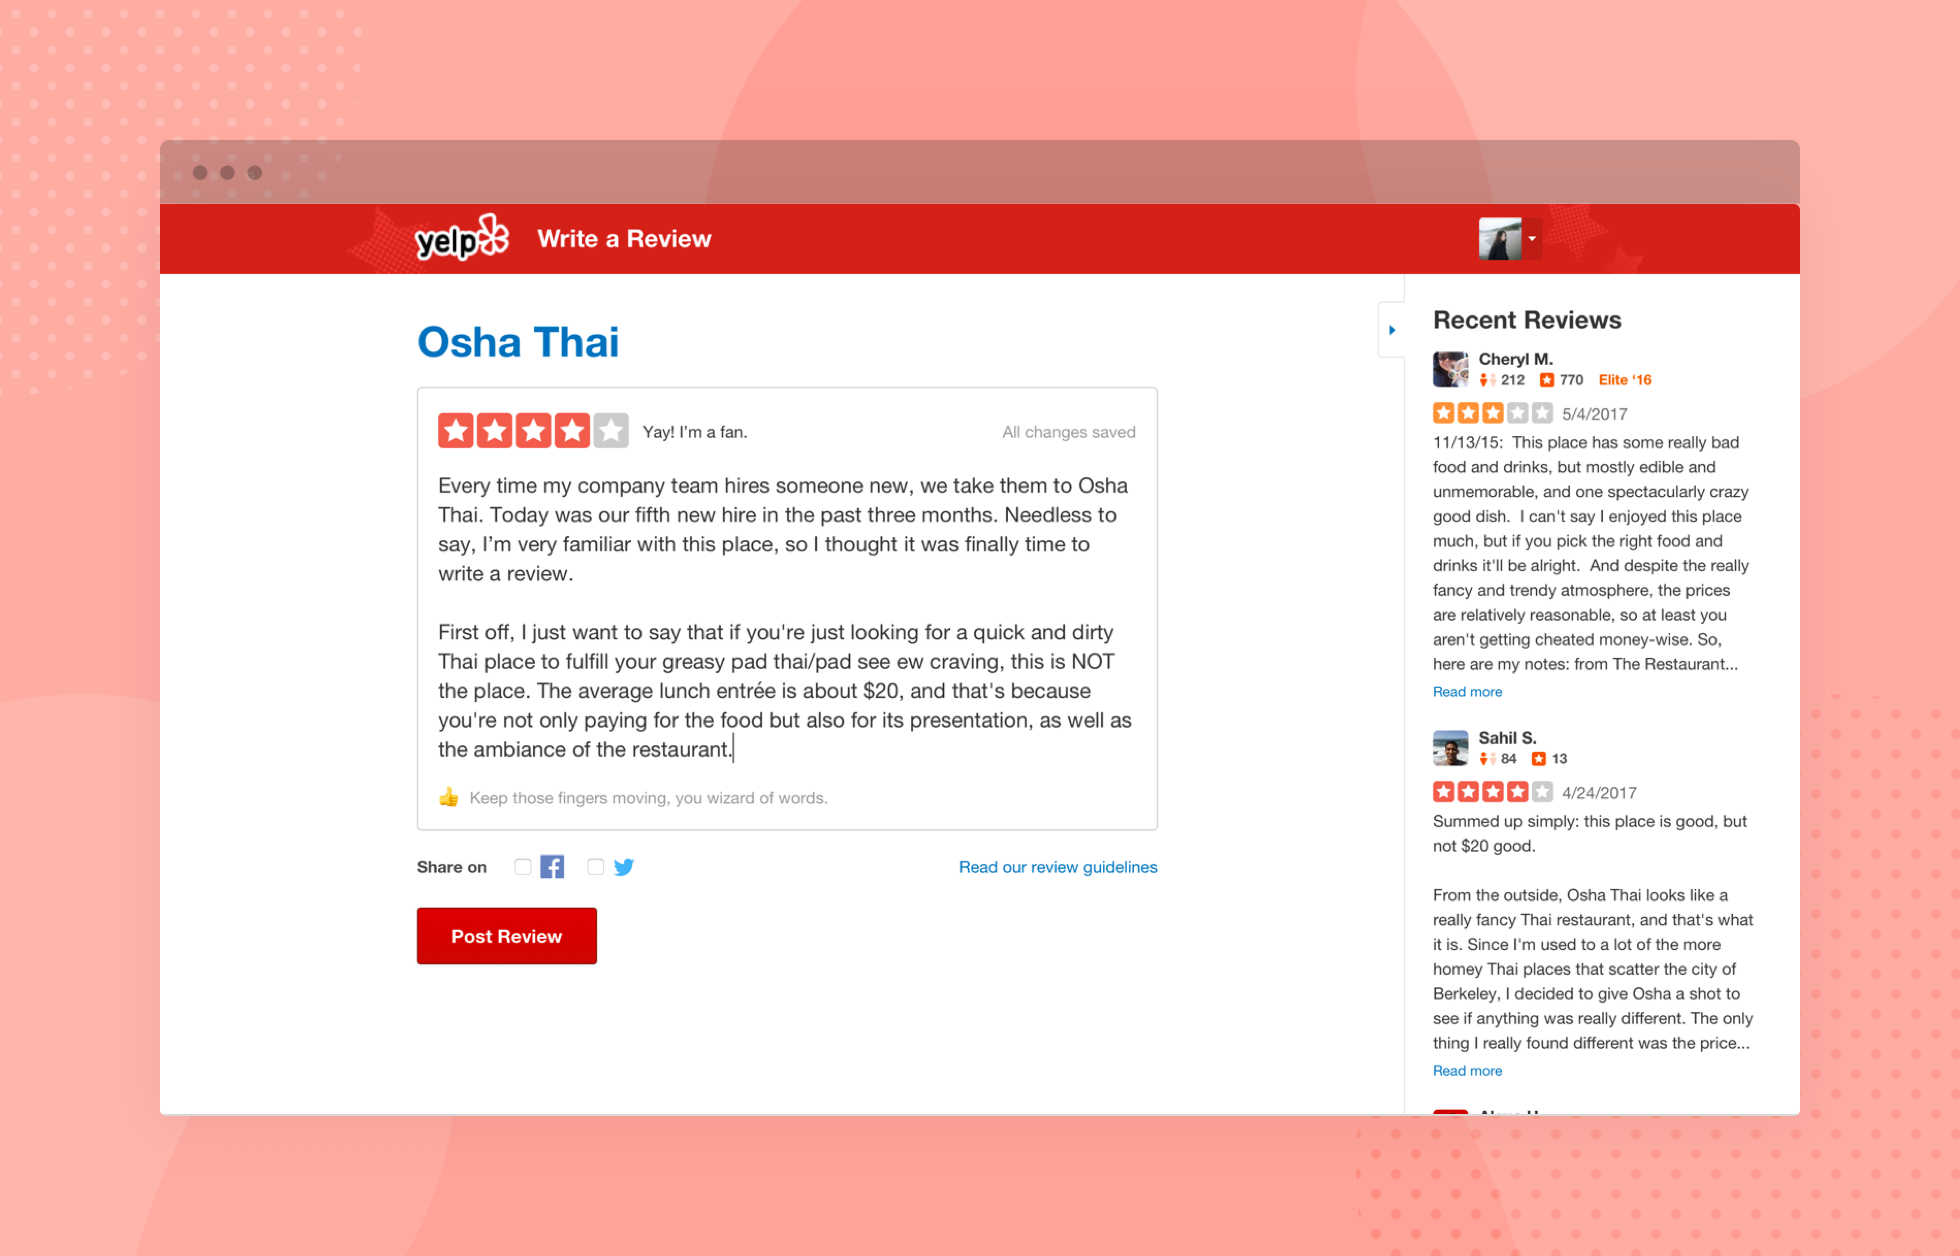 yelp
Write a Review
Osha Thai
Yay! I’m a fan.
All changes saved
Every time my company team hires someone new, we take them to Osha
Thai. Today was our fifth new hire in the past three months. Needless to
say, I’m very familiar with this place, so I thought it was finally time to
write a review.
First off, I just want to say that if you're just looking for a quick and dirty
Thai place to fulfill your greasy pad thai/pad see ew craving, this is NOT
the place. The average lunch entrée is about $20, and that's because
you're not only paying for the food but also for its presentation, as well as
the ambiance of the restaurant.
Keep those fingers moving, you wizard of words.
Share on
Read our review guidelines
Post Review
Recent Reviews
Cheryl M.
212 770 Elite ‘16
5/4/2017
11/13/15:  This place has some really bad
food and drinks, but mostly edible and
unmemorable, and one spectacularly crazy
good dish.  I can't say I enjoyed this place
much, but if you pick the right food and
drinks it'll be alright.  And despite the really
fancy and trendy atmosphere, the prices
are relatively reasonable, so at least you
aren't getting cheated money-wise. So,
here are my notes: from The Restaurant...
Read more
Sahil S.
84 13
4/24/2017
Summed up simply: this place is good, but
not $20 good.
From the outside, Osha Thai looks like a
really fancy Thai restaurant, and that's what
it is. Since I'm used to a lot of the more
homey Thai places that scatter the city of
Berkeley, I decided to give Osha a shot to
see if anything was really different. The only
thing I really found different was the price...
Read more